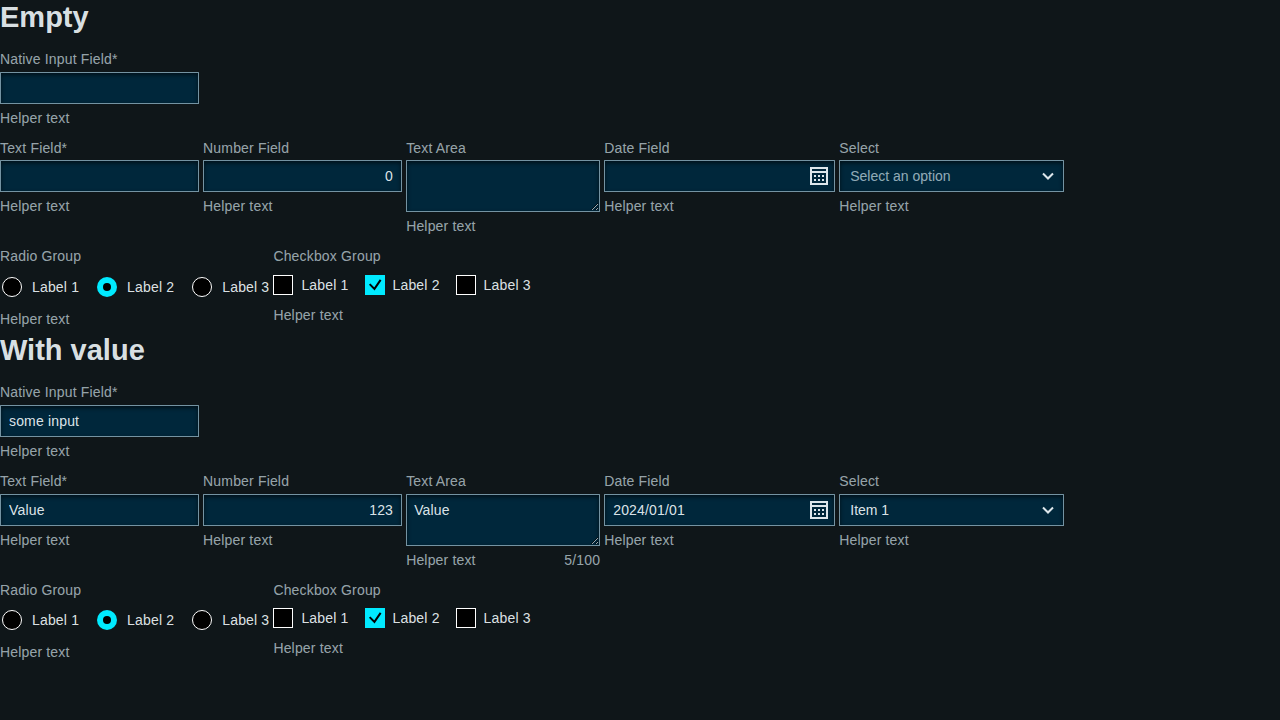 Empty
Native Input Field*
Helper text
Text Field* Number Field Text Area Date Field Select
0 Select an option
Helper text Helper text Helper text Helper text Helper text
Radio Group Checkbox Group
Label 1 Label 2 Label 3 Label 1 Label 2 Label 3
Helper text Helper text
With value
Native Input Field*
some input
Helper text
Text Field* Number Field Text Area Date Field Select
Value 123 Value 2024/01/01 Item 1
Helper text Helper text Helper text 5/100 Helper text Helper text
Radio Group Checkbox Group
Label 1 Label 2 Label 3 Label 1 Label 2 Label 3
Helper text Helper text